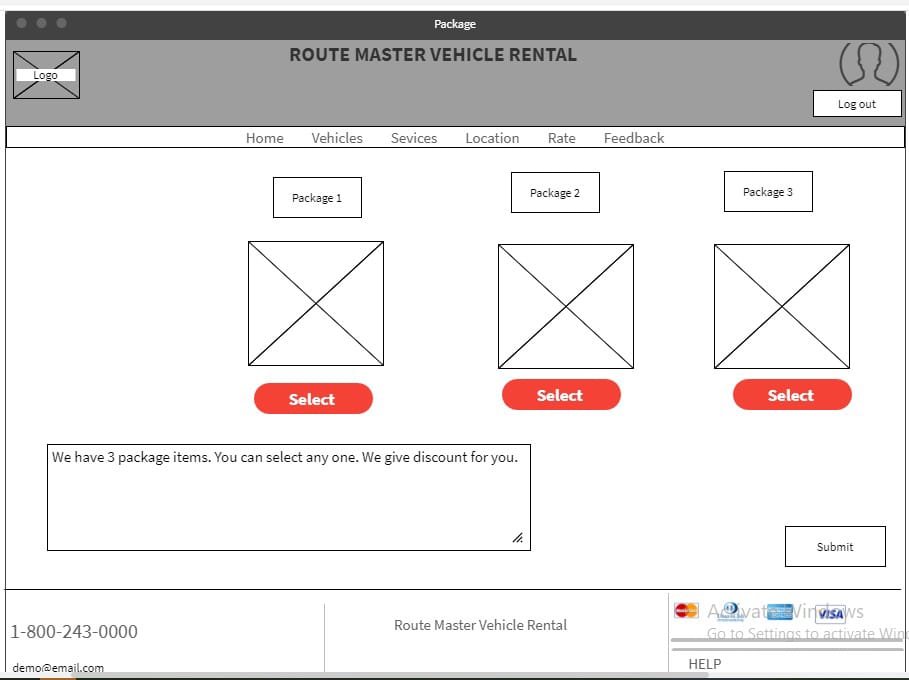 Package
ROUTE MASTER VEHICLE RENTAL
Logo
Log out
Home Vehicles Sevices Location Rate Feedback
Package 1 Package 2 Package 3
Select Select Select
We have 3 package items. You can select any one. We give discount for you.
Submit
1-800-243-0000
Route Master Vehicle Rental
VISA
Activate Windows
Go to Settings to activate Win
demo@email.com
HELP